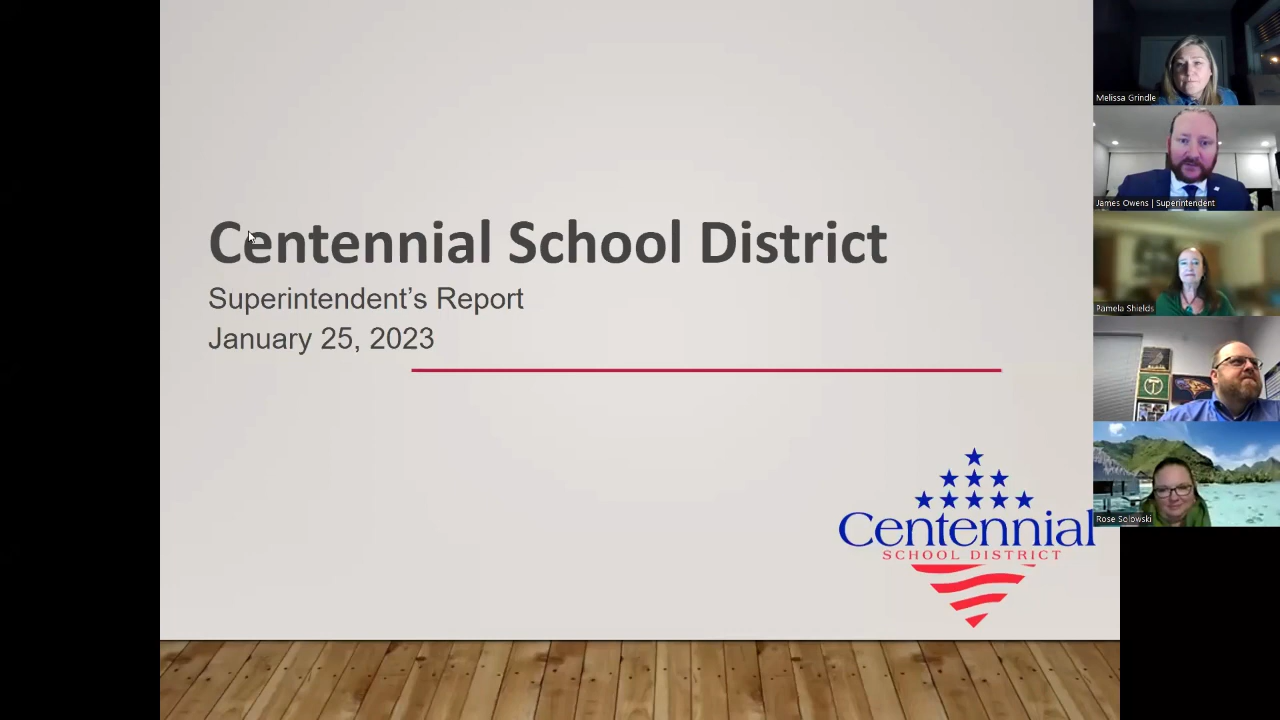 Centennial School District
Superintendent's Report
January 25, 2023
Centennial
SCHOOL DISTRICT
Melissa Grindle
James Owens | Superintendent
Pamela Shields
Rose Solowski